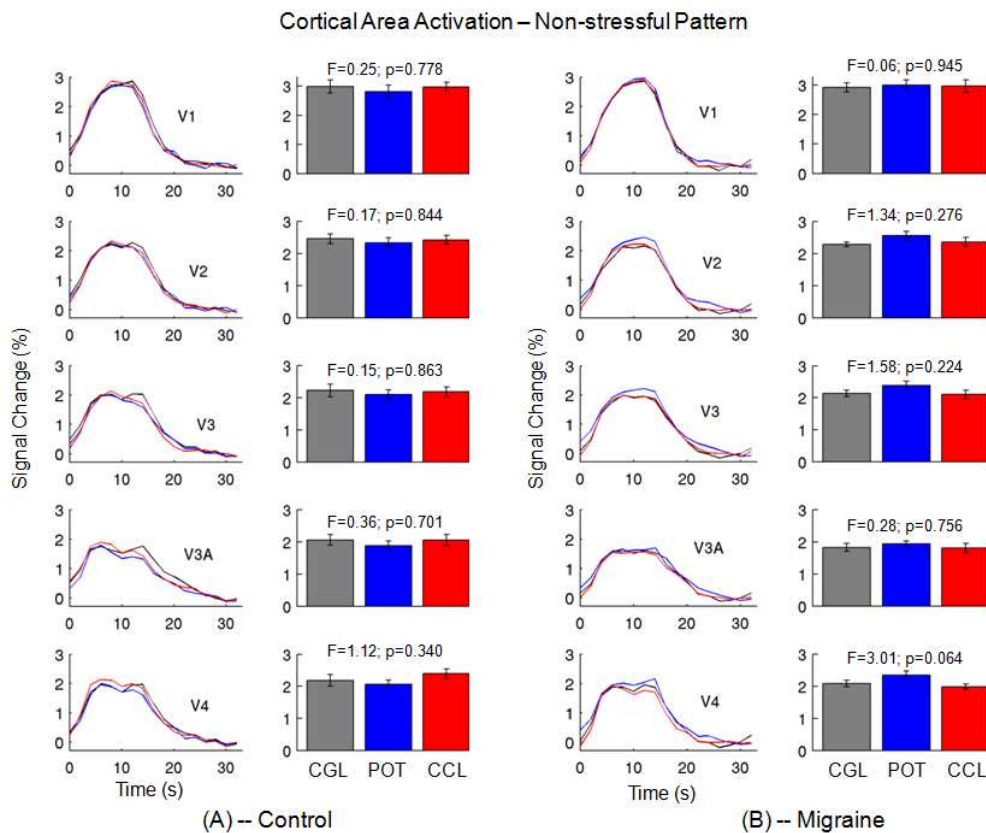 Cortical Area Activation – Non-stressful Pattern
Signal Change (%)
3
2
1
0
V1
0 10 20 30
F=0.25; p=0.778
3
2
1
0
3
2
1
0
V2
0 10 20 30
F=0.17; p=0.844
3
2
1
0
3
2
1
0
V3
0 10 20 30
F=0.15; p=0.863
3
2
1
0
3
2
1
0
V3A
0 10 20 30
F=0.36; p=0.701
3
2
1
0
3
2
1
0
V4
0 10 20 30
Time (s)
F=1.12; p=0.340
3
2
1
0
CGL POT CCL
(A) -- Control
Signal Change (%)
3
2
1
0
V1
0 10 20 30
F=0.06; p=0.945
3
2
1
0
3
2
1
0
V2
0 10 20 30
F=1.34; p=0.276
3
2
1
0
3
2
1
0
V3
0 10 20 30
F=1.58; p=0.224
3
2
1
0
3
2
1
0
V3A
0 10 20 30
F=0.28; p=0.756
3
2
1
0
3
2
1
0
V4
0 10 20 30
Time (s)
F=3.01; p=0.064
3
2
1
0
CGL POT CCL
(B) -- Migraine